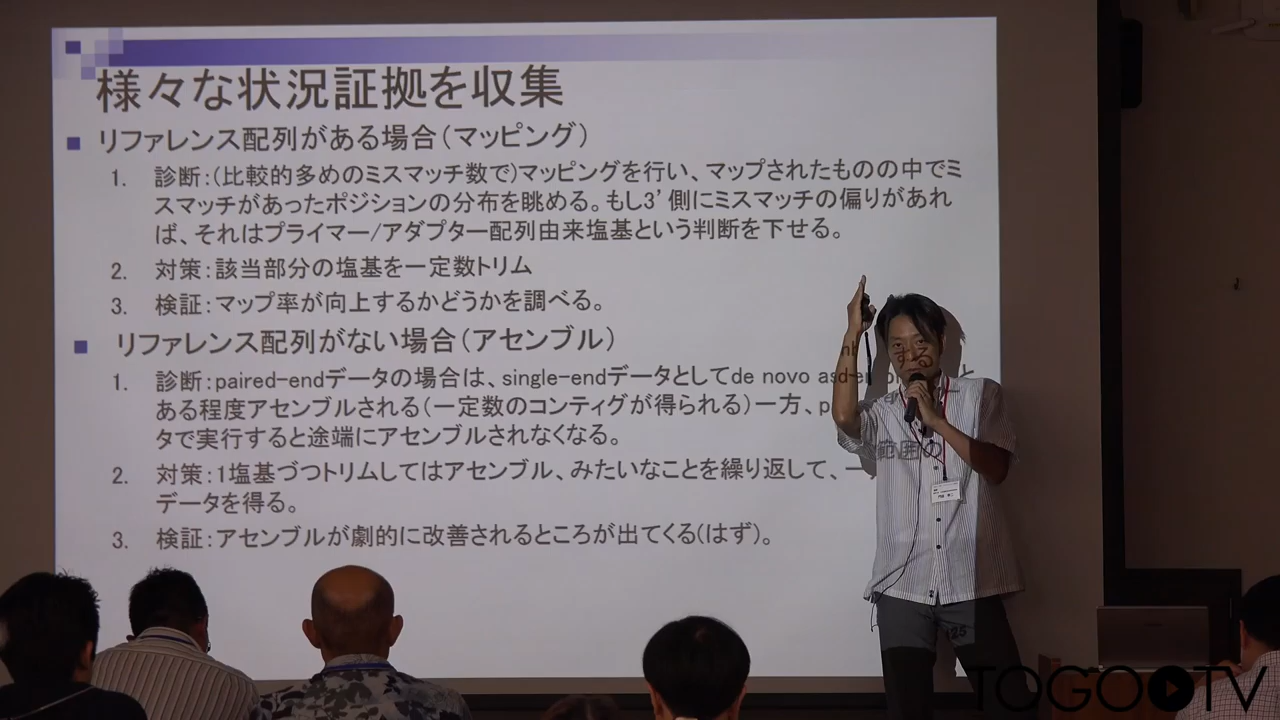 様々な状況証拠を収集
■ リファレンス配列がある場合(マッピング)
1. 診断:(比較的多めのミスマッチ数で)マッピングを行い、マップされたものの中でミ
スマッチがあったポジションの分布を眺める。もし3’側にミスマッチの偏りがあれ
ば、それはプライマー/アダプター配列由来塩基という判断を下せる。
2. 対策:該当部分の塩基を一定数トリム
3. 検証:マップ率が向上するかどうかを調べる。
■ リファレンス配列がない場合(アセンブル)
1. 診断:paired-endデータの場合は、single-endデータとしてde novo
ある程度アセンブルされる(一定数のコンティグが得られる)一方、
タで実行すると途端にアセンブルされなくなる。
範囲の
2. 対策:1塩基づつトリムしてはアセンブル、みたいなことを繰り返して、
データを得る。
3. 検証:アセンブルが劇的に改善されるところが出てくる(はず)。
TOGO TV